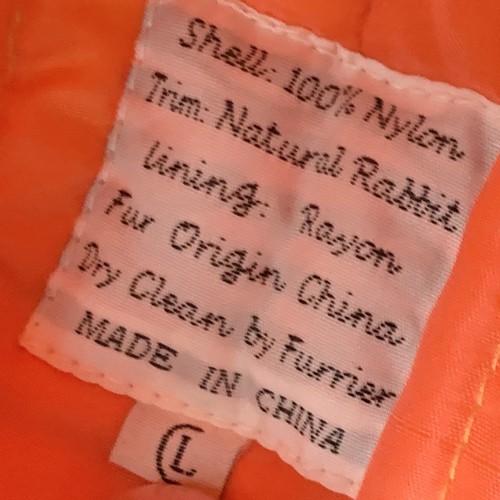 Shell: 100% Nylon
Trim: Natural Rabbit
lining: Rayon
Fur Origin China
Dry Clean by Furrier
MADE IN CHINA
L